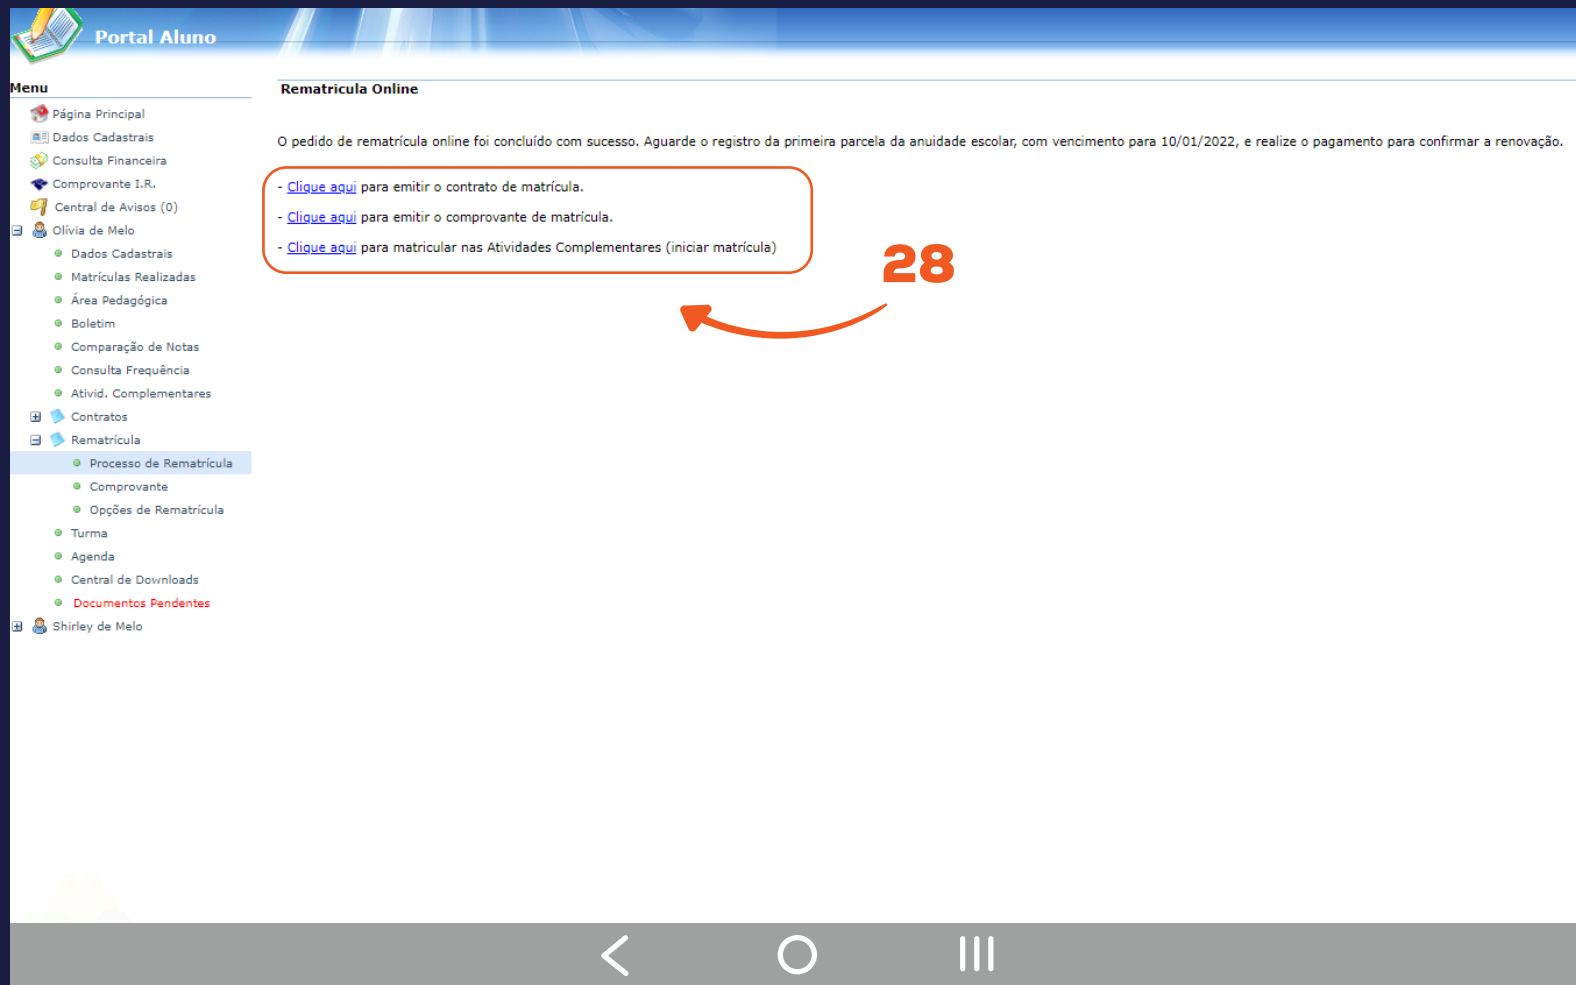 Portal Aluno
Menu
Página Principal
Dados Cadastrais
Consulta Financeira
Comprovante I.R.
Central de Avisos (0)
Olívia de Melo
Dados Cadastrais
Matrículas Realizadas
Área Pedagógica
Boletim
Comparação de Notas
Consulta Frequência
Ativid. Complementares
Contratos
Rematrícula
Processo de Rematrícula
Comprovante
Opções de Rematrícula
Turma
Agenda
Central de Downloads
Documentos Pendentes
Shirley de Melo
Rematricula Online
O pedido de rematrícula online foi concluído com sucesso. Aguarde o registro da primeira parcela da anuidade escolar, com vencimento para 10/01/2022, e realize o pagamento para confirmar a renovação.
- Clique aqui para emitir o contrato de matrícula.
- Clique aqui para emitir o comprovante de matrícula.
- Clique aqui para matricular nas Atividades Complementares (iniciar matrícula)
28